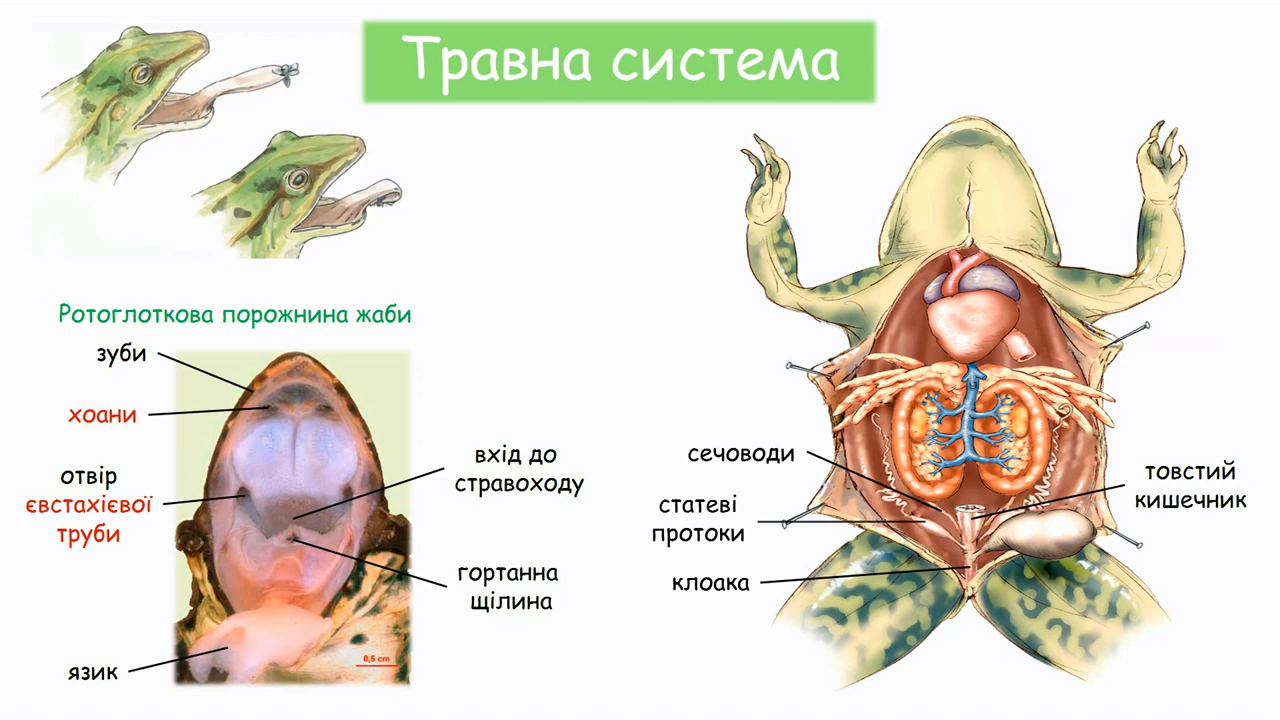 Травна система
Ротоглоткова порожнина жаби
зуби
хоани
отвір
євстахієвої
труби
язик
вхід до
стравоходу
гортанна
щілина
0,5 cm
сечоводи
статеві
протоки
клоака
товстий
кишечник